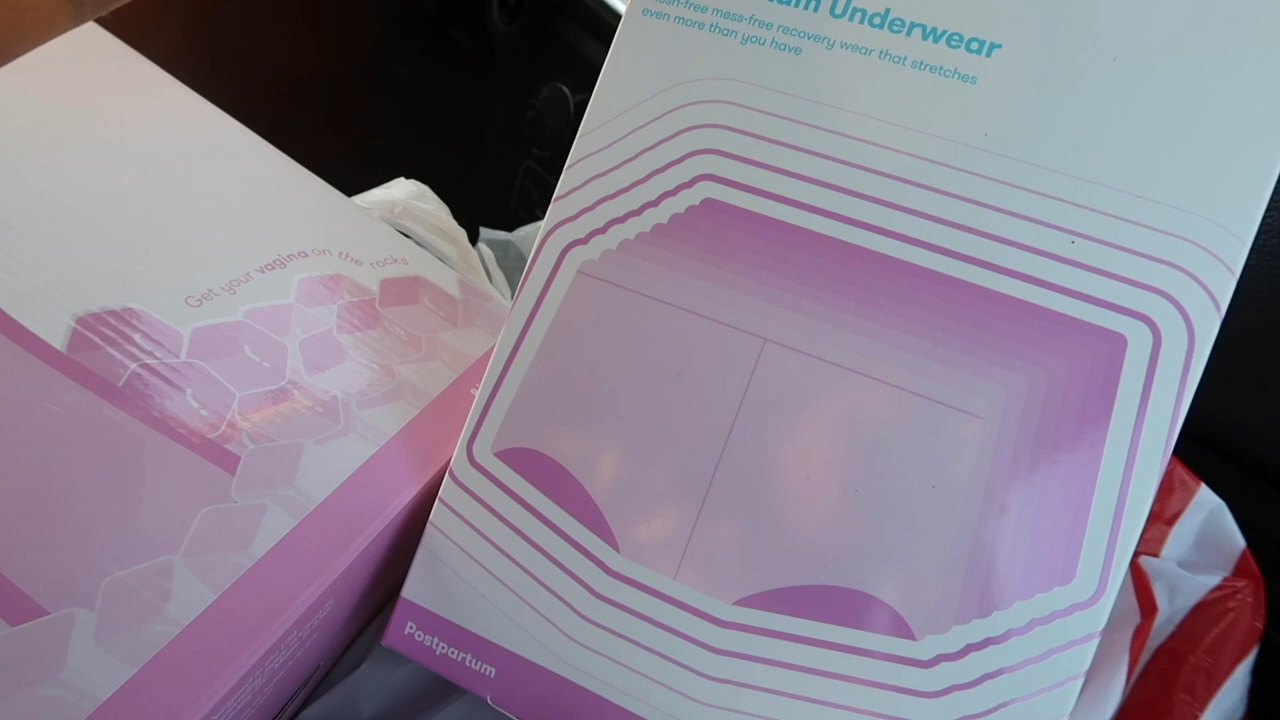 Underwear
mess-free recovery wear that stretches
even more than you have
Get your vagina on the rocks
Postpartum